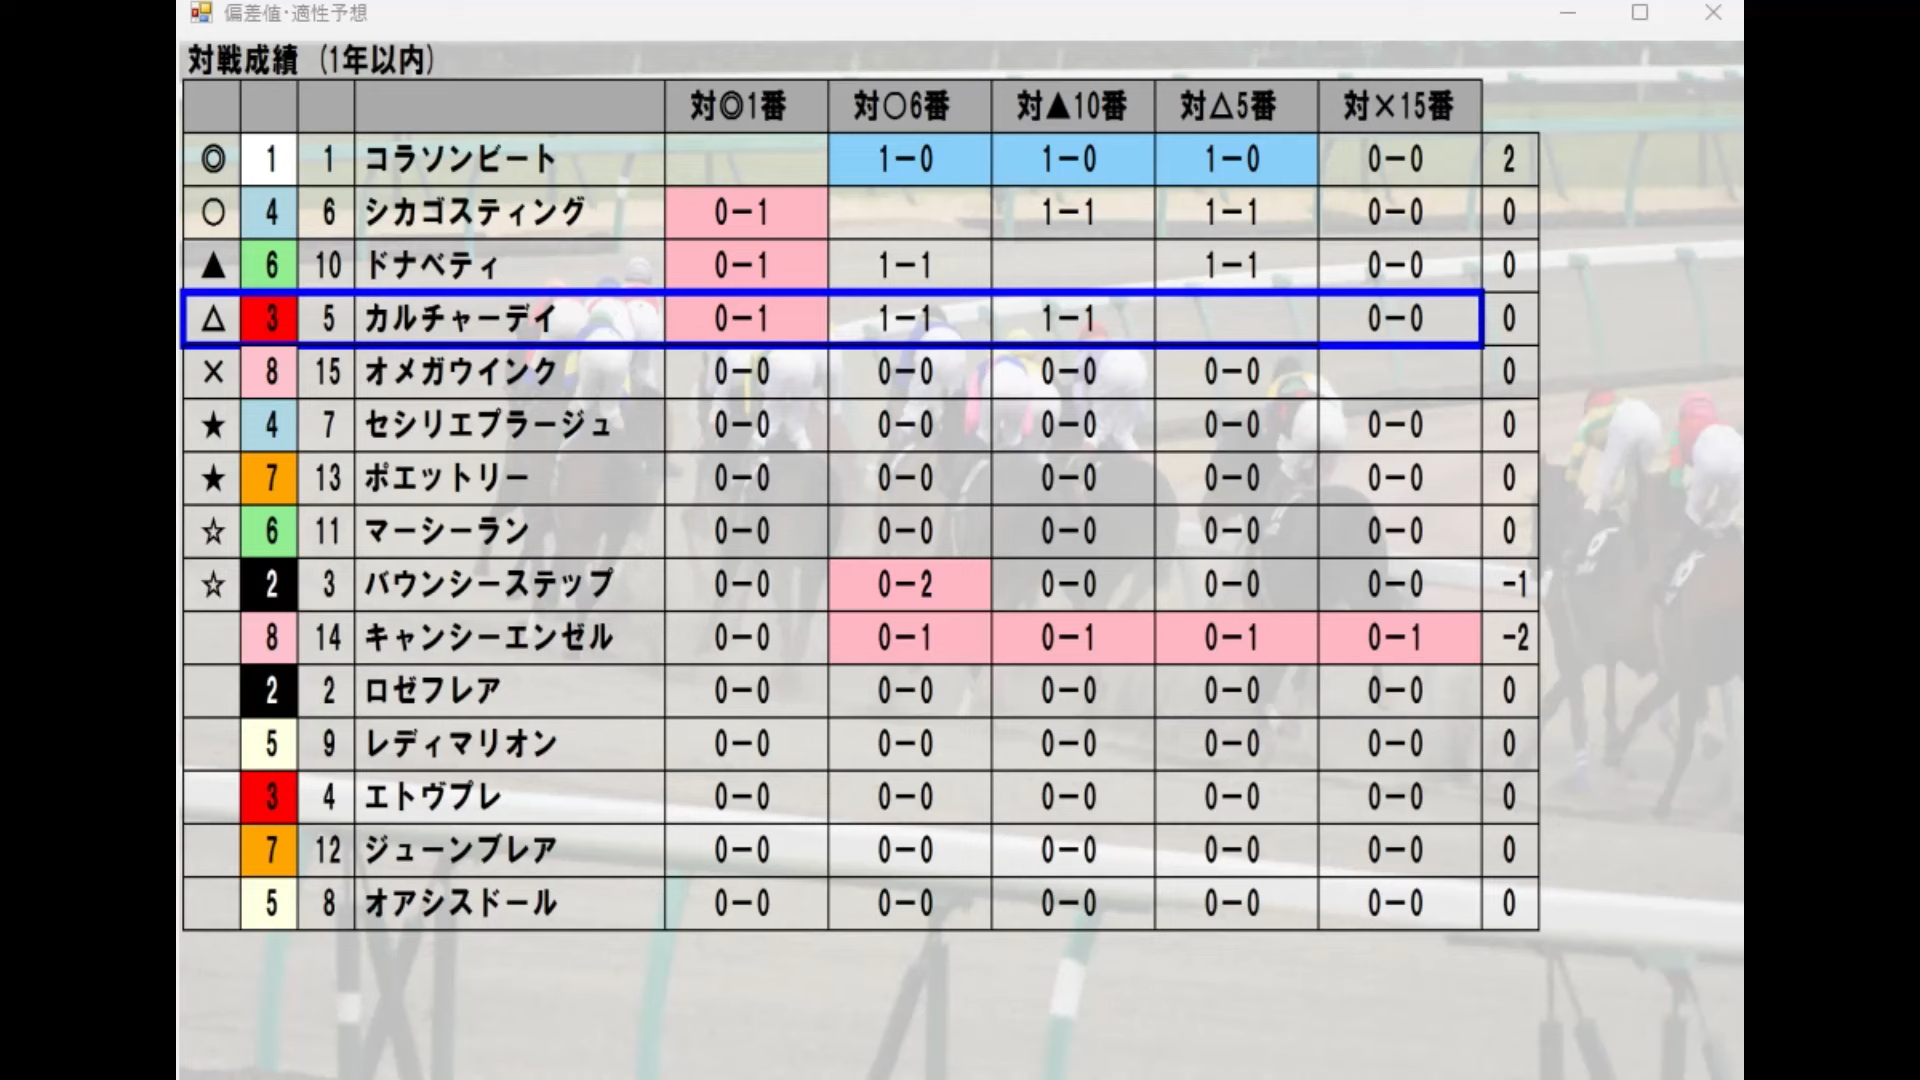 偏差値・適性予想
対戦成績 (1年以内)
対◎1番 対○6番 対▲10番 対△5番 対×15番
◎ 1 1 コラソンビート 1-0 1-0 1-0 0-0 2
○ 4 6 シカゴスティング 0-1 1-1 1-1 0-0 0
▲ 6 10 ドナベティ 0-1 1-1 1-1 0-0 0
△ 3 5 カルチャーデイ 0-1 1-1 1-1 0-0 0
× 8 15 オメガウインク 0-0 0-0 0-0 0-0 0
★ 4 7 セシリエプラージュ 0-0 0-0 0-0 0-0 0-0 0
★ 7 13 ポエットリー 0-0 0-0 0-0 0-0 0-0 0
☆ 6 11 マーシーラン 0-0 0-0 0-0 0-0 0-0 0
☆ 2 3 バウンシーステップ 0-0 0-2 0-0 0-0 0-0 -1
8 14 キャンシーエンゼル 0-0 0-1 0-1 0-1 0-1 -2
2 2 ロゼフレア 0-0 0-0 0-0 0-0 0-0 0
5 9 レディマリオン 0-0 0-0 0-0 0-0 0-0 0
3 4 エトヴプレ 0-0 0-0 0-0 0-0 0-0 0
7 12 ジューンブレア 0-0 0-0 0-0 0-0 0-0 0
5 8 オアシスドール 0-0 0-0 0-0 0-0 0-0 0